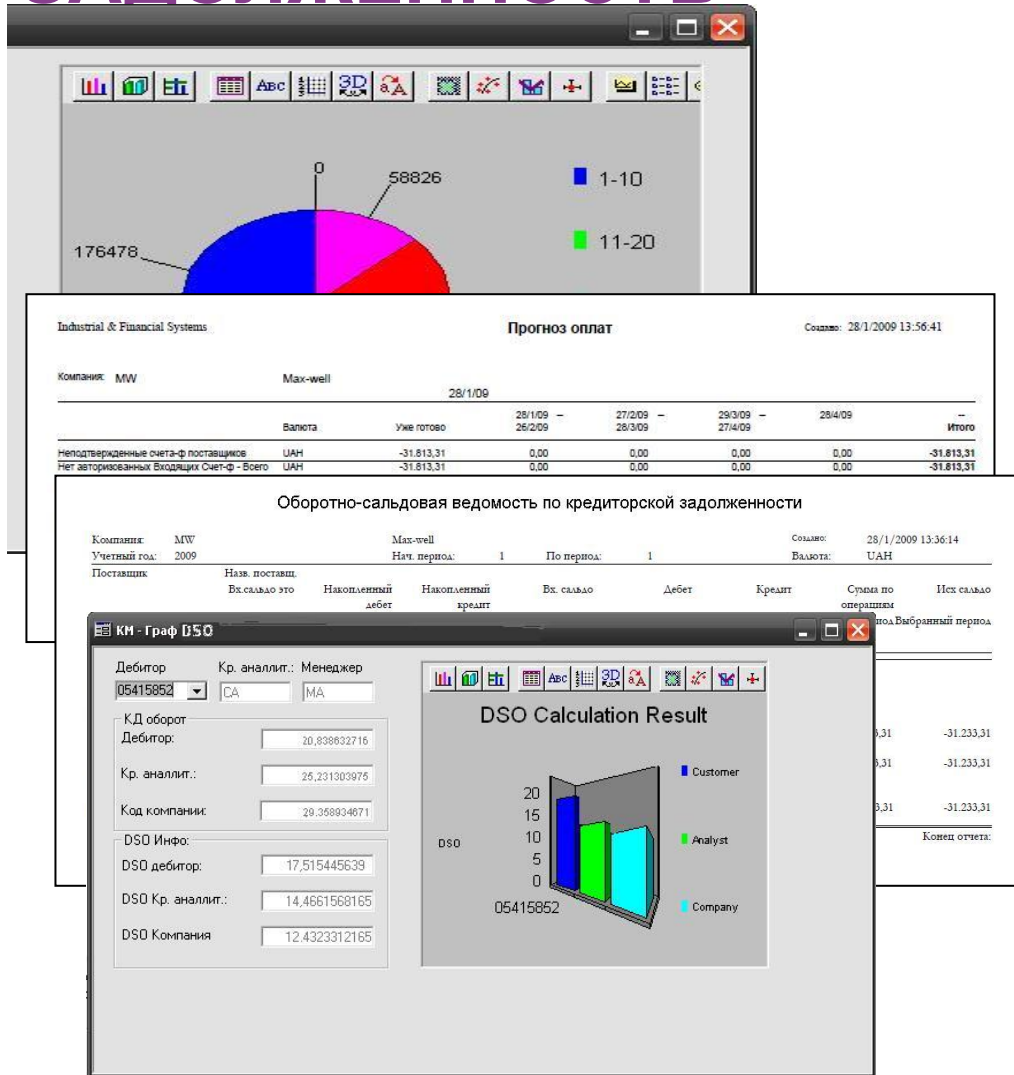 ЗАДОЛЖЕННОСТЬ
ABC 3D
0
58826
176478
1-10
11-20
Industrial & Financial Systems Прогноз оплат Создано: 28/1/2009 13:56:41
Компания: MW Max-well
28/1/09
28/1/09 – 27/2/09 – 29/3/09 – 28/4/09 --
Валюта Уже готово 26/2/09 28/3/09 27/4/09 Итого
Неподтвержденные счета-ф поставщиков UAH -31.813,31 0,00 0,00 0,00 0,00 -31.813,31
Нет авторизованных Входящих Счет-ф - Всего UAH -31.813,31 0,00 0,00 0,00 0,00 -31.813,31
Оборотно-сальдовая ведомость по кредиторской задолженности
Компания: MW Max-well Создано: 28/1/2009 13:36:14
Учетный год: 2009 Нач. период: 1 По период: 1 Валюта: UAH
Поставщик Назв. поставщ.
Вх.сальдо это Накопленный Накопленный Вх. сальдо Дебет Кредит Сумма по Исх сальдо
дебет кредит операциям
Выбранный период
-31.233,31
-31.233,31
-31.233,31
Конец отчета:
КМ - Граф DSO
Дебитор Кр. аналлит.: Менеджер
05415852 CA MA
КД оборот
Дебитор: 20,838632716
Кр. аналлит.: 25,231303975
Код компании: 29.358934671
DSO Инфо:
DSO дебитор: 17,515445639
DSO Кр. аналлит.: 14,4661568165
DSO Компания 12.4323312165
ABC 3D
DSO Calculation Result
20
15
10
5
0
DSO
05415852
Customer
Analyst
Company